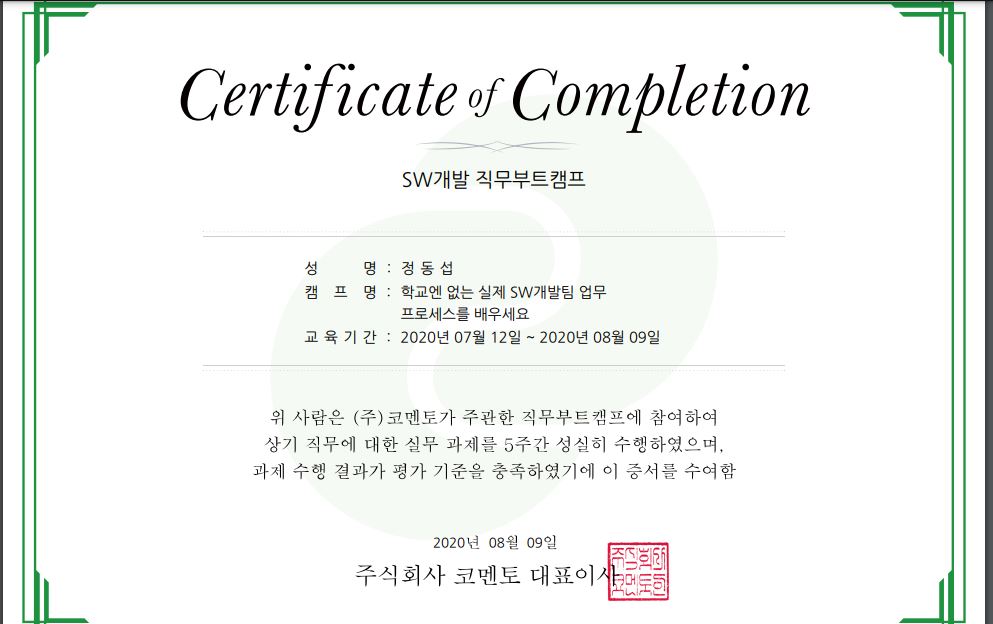 Certificate of Completion
SW개발 직무부트캠프
성 명 : 정 동 섭
캠 프 명 : 학교엔 없는 실제 SW개발팀 업무
프로세스를 배우세요
교 육 기 간 : 2020년 07월 12일 ~ 2020년 08월 09일
위 사람은 (주)코멘토가 주관한 직무부트캠프에 참여하여
상기 직무에 대한 실무 과제를 5주간 성실히 수행하였으며,
과제 수행 결과가 평가 기준을 충족하였기에 이 증서를 수여함
2020년 08월 09일
주식회사 코멘토 대표이사